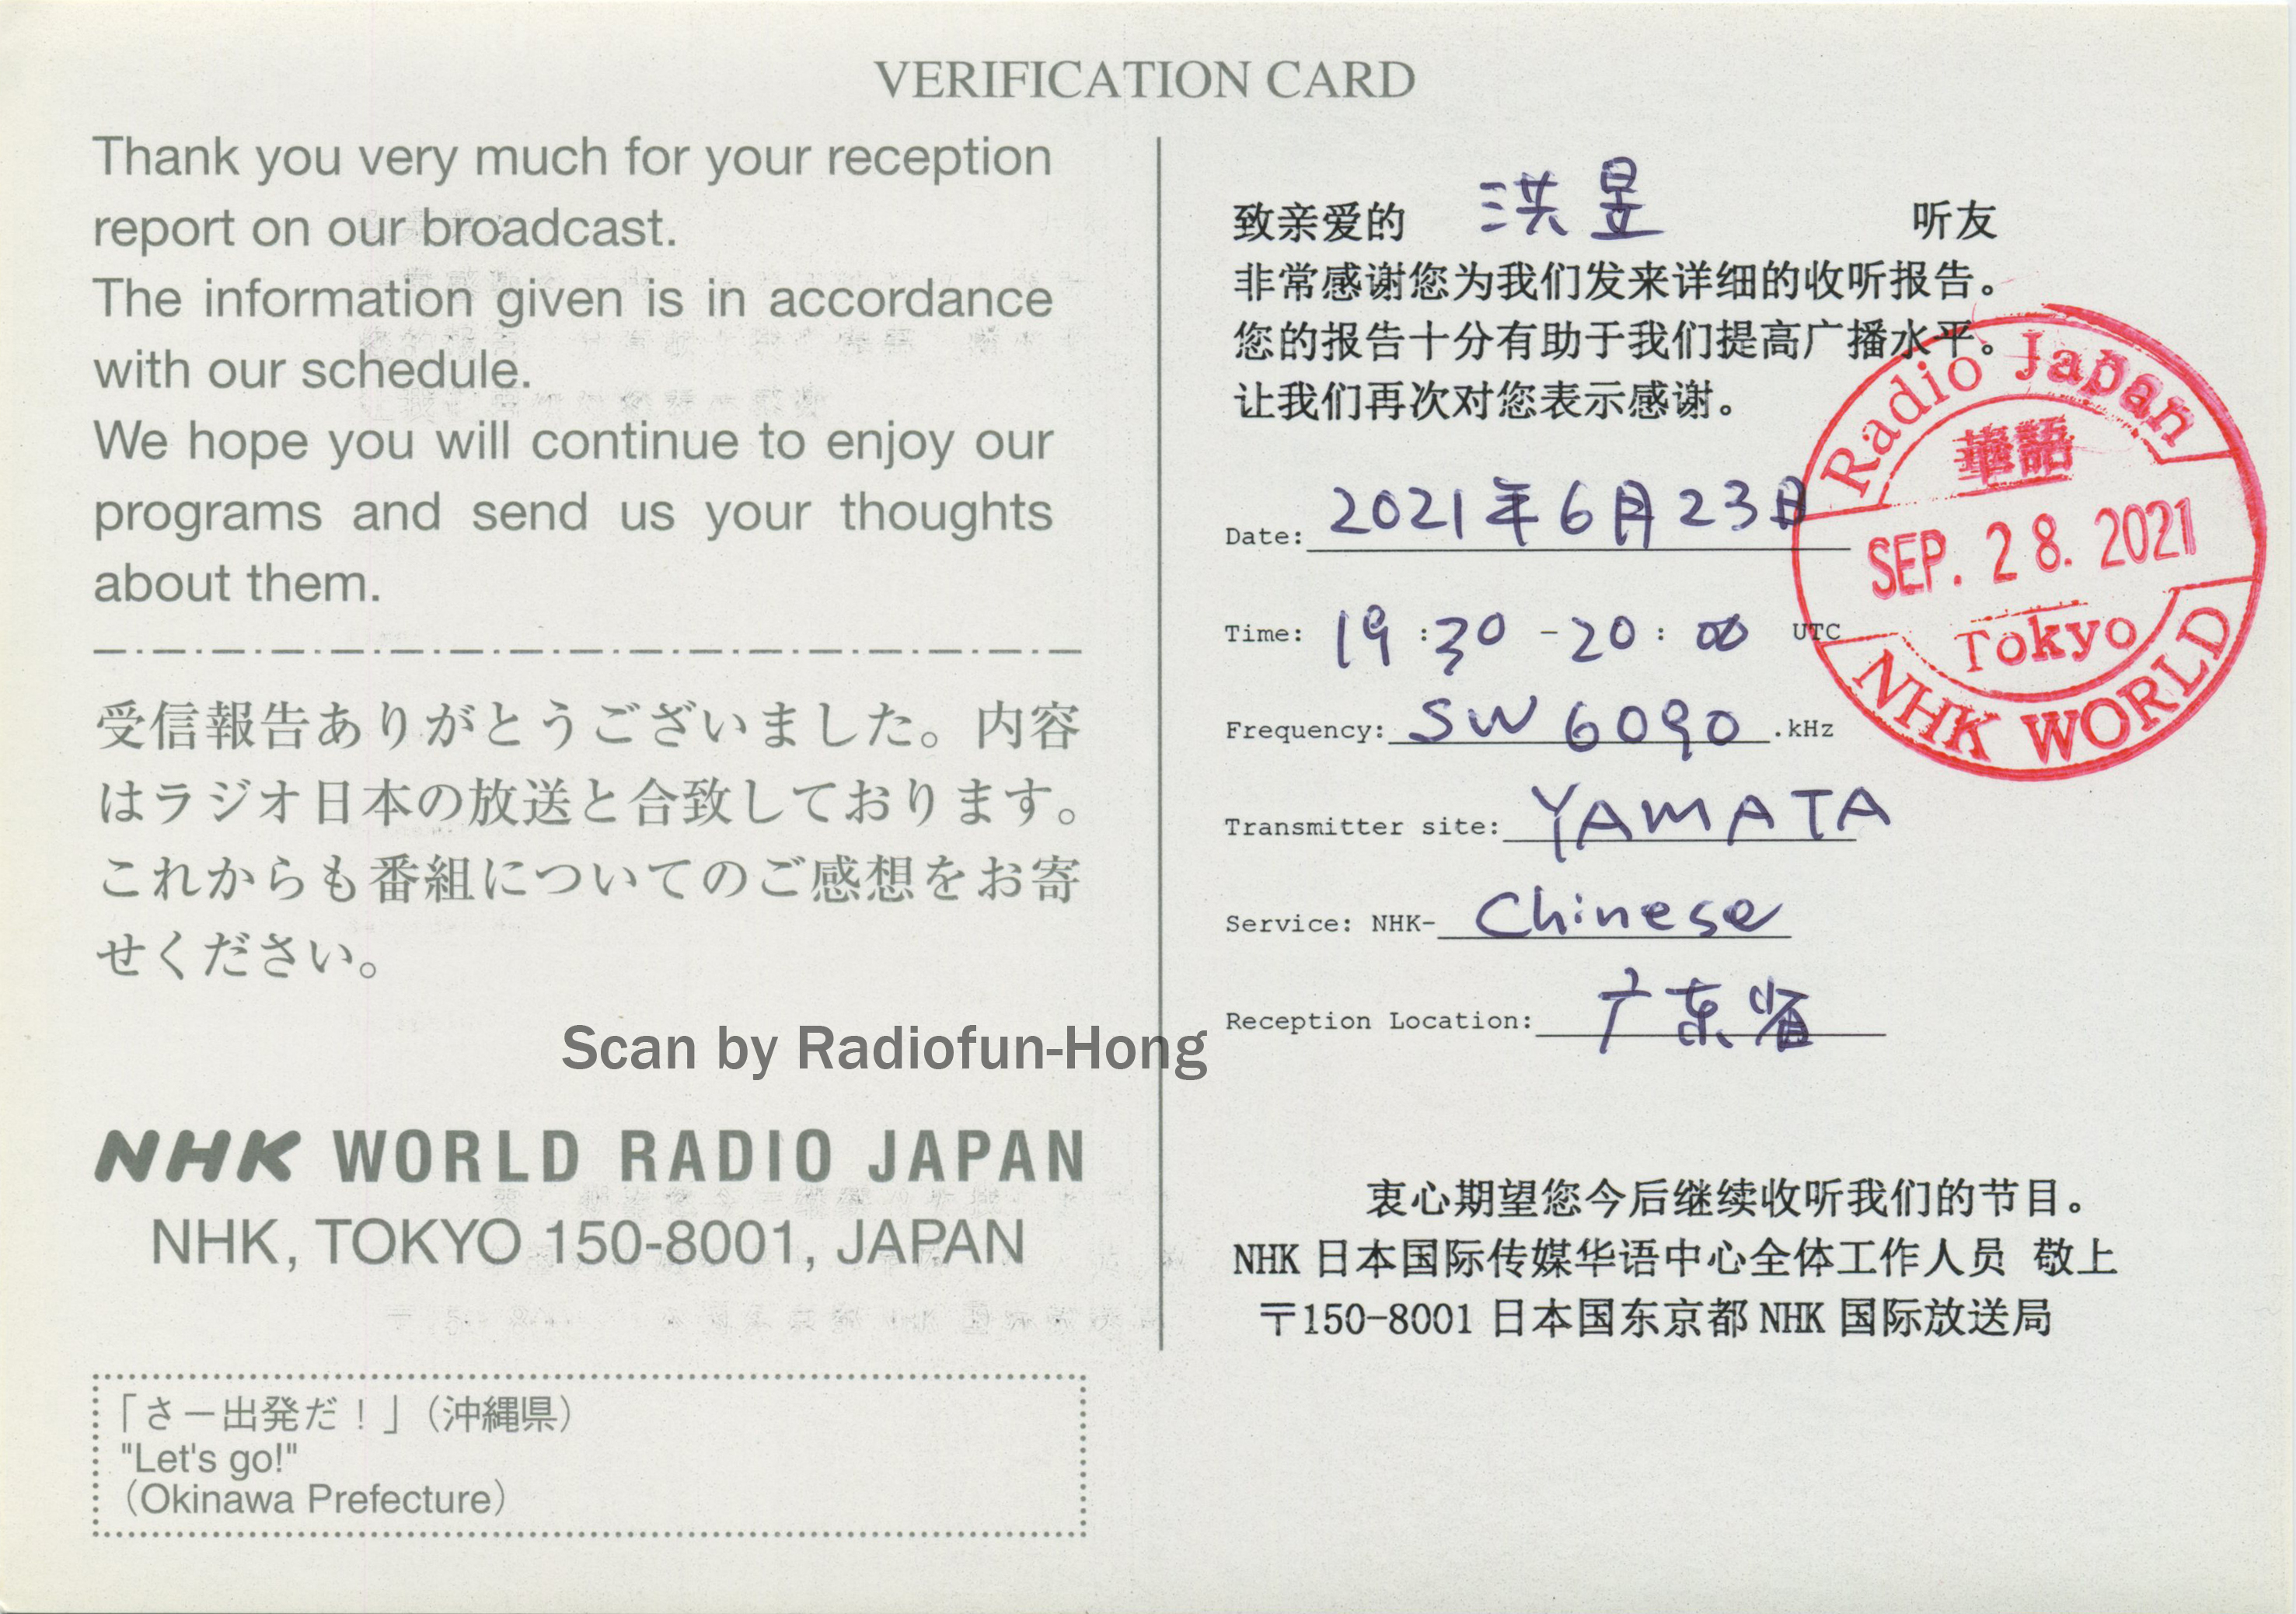 VERIFICATION CARD
Thank you very much for your reception
report on our broadcast.
The information given is in accordance
with our schedule.
We hope you will continue to enjoy our
programs and send us your thoughts
about them.
受信報告ありがとうございました。内容
はラジオ日本の放送と合致しております。
これからも番組についてのご感想をお寄
せください。
Scan by Radiofun-Hong
NHK WORLD RADIO JAPAN
NHK, TOKYO 150-8001, JAPAN
「さー出発だ！」（沖縄県）
"Let's go!"
（Okinawa Prefecture）
致亲爱的 洪昱 听友
非常感谢您为我们发来详细的收听报告。
您的报告十分有助于我们提高广播水平。
让我们再次对您表示感谢。
Date: 2021年6月23日
Time: 19:30-20:00 UTC
Frequency: SW 6090 .kHz
Transmitter site: YAMATA
Service: NHK- Chinese
Reception Location: 广东省
Radio Japan
華語
SEP. 28. 2021
Tokyo
NHK WORLD
衷心期望您今后继续收听我们的节目。
NHK 日本国际传媒华语中心全体工作人员 敬上
〒150-8001 日本国东京都 NHK 国际放送局